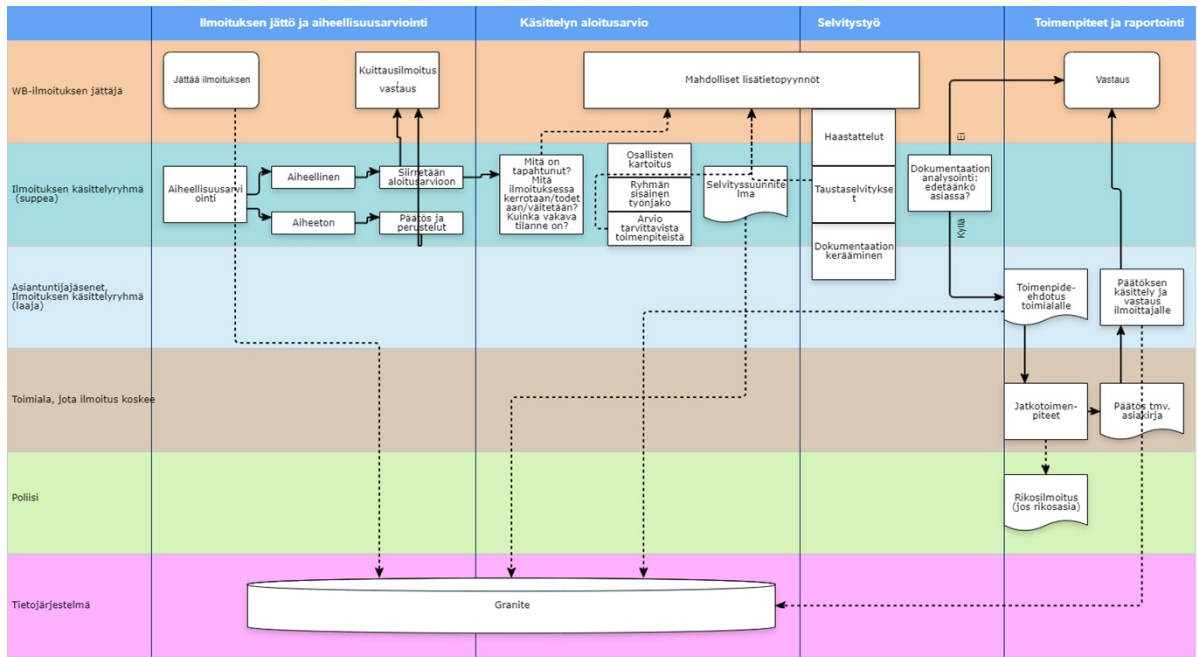 Ilmoituksen jättö ja aiheellisuusarviointi
Käsittelyn aloitusarvio
Selvitystyö
Toimenpiteet ja raportointi
WB-ilmoituksen jättäjä
Jättää ilmoituksen
Kuittausilmoitus
,
vastaus
Mahdolliset lisätietopyynnöt
Vastaus
Ei
Haastattelut
Ilmoituksen käsittelyryhmä
(suppea)
Aiheellisuusarvi
ointi
Aiheellinen
Siirretään
aloitusarvioon
Aiheeton
Päätös ja
perustelut
Mitä on
tapahtunut?
Mitä
ilmoituksessa
kerrotaan/todet
aan/väitetään?
Kuinka vakava
tilanne on?
Osallisten
kartoitus
Ryhmän
sisäinen
työnjako
Arvio
tarvittavista
toimenpiteistä
Selvityssuunnite
lma
Taustaselvitykse
t
Dokumentaation
kerääminen
Dokumentaation
analysointi:
edetäänkö
asiassa?
Kyllä
Asiantuntijajäsenet,
Ilmoituksen käsittelyryhmä
(laaja)
Toimenpide-
ehdotus
toimialalle
Päätöksen
käsittely ja
vastaus
ilmoittajalle
Toimiala, jota ilmoitus koskee
Jatkotoimen-
piteet
Päätös tmv.
asiakirja
Poliisi
Rikosilmoitus
(jos rikosasia)
Tietojärjestelmä
Granite